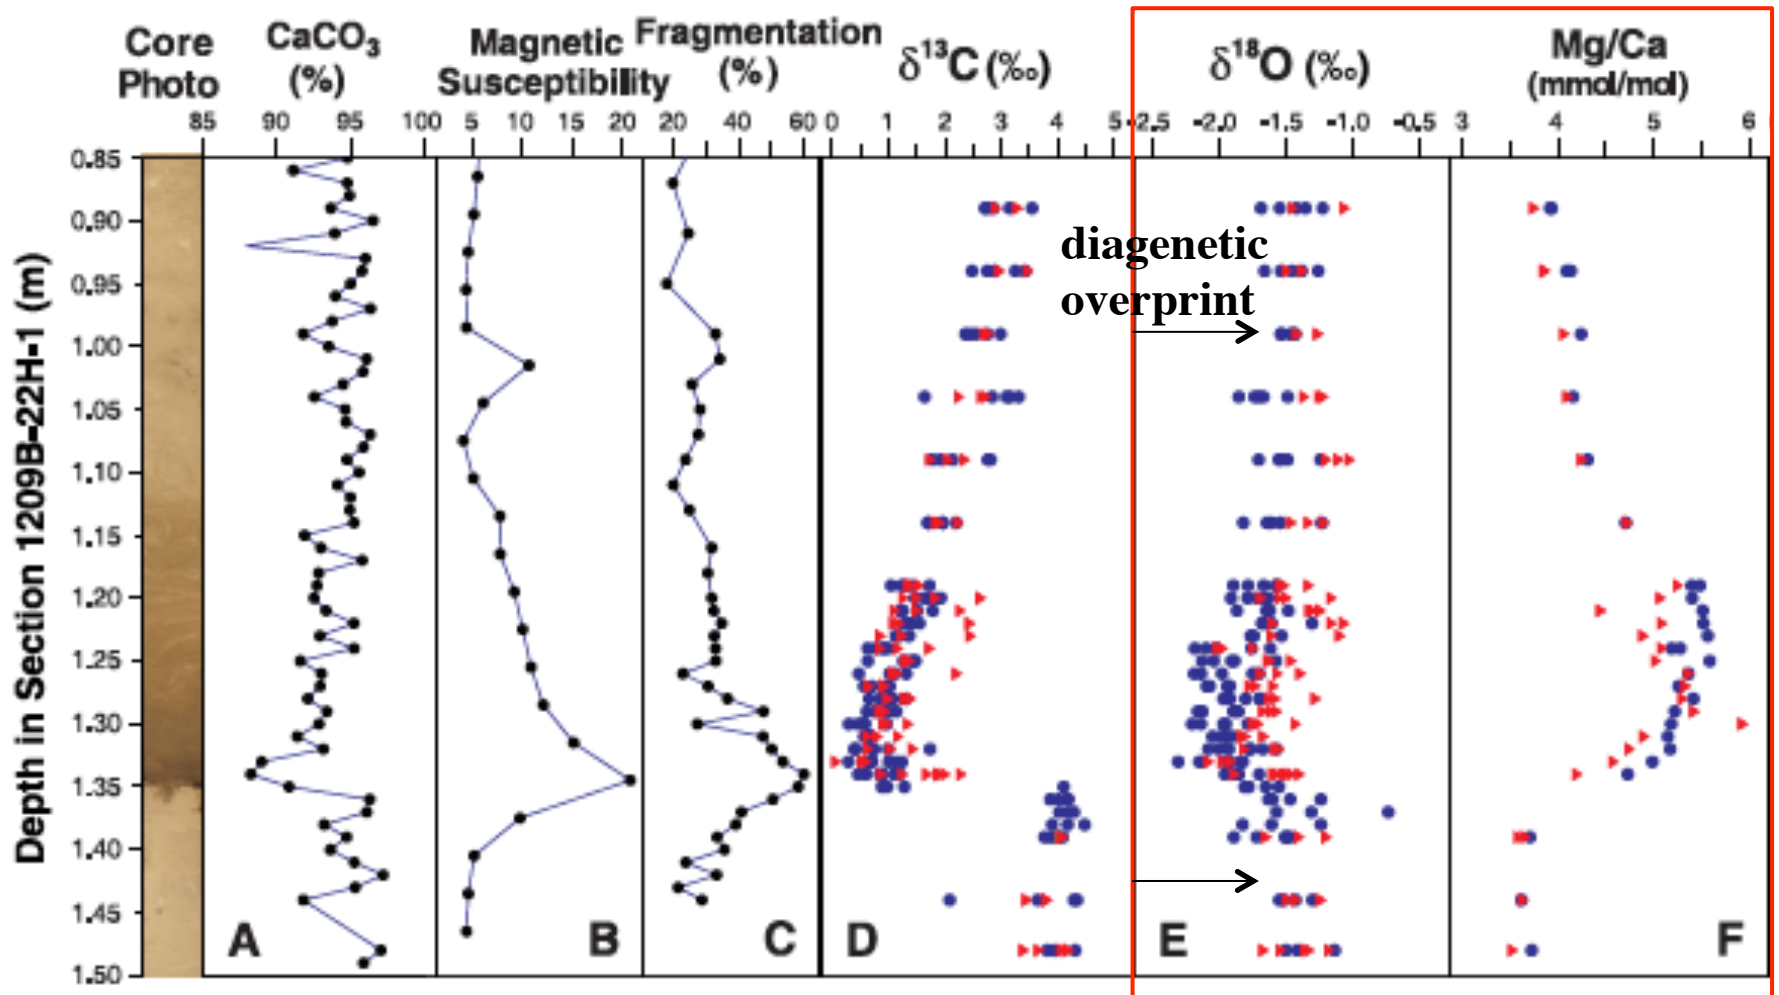 Core
Photo
CaCO₃
(%)
Magnetic
Susceptibility
Fragmentation
(%)
δ¹³C (‰)
δ¹⁸O (‰)
Mg/Ca
(mmol/mol)
85 90 95 100
0 5 10 15 20
20 40 60
0 1 2 3 4 5
-2.5 -2.0 -1.5 -1.0 -0.5
3 4 5 6
Depth in Section 1209B-22H-1 (m)
0.85
0.90
0.95
1.00
1.05
1.10
1.15
1.20
1.25
1.30
1.35
1.40
1.45
1.50
diagenetic
overprint
A B C D E F